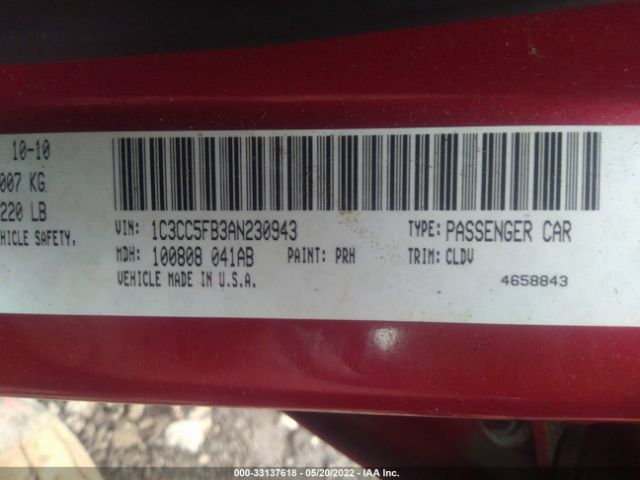 10-10
007 KG
220 LB
HICLE SAFETY,
VIN: 1C3CC5FB3AN230943 TYPE: PASSENGER CAR
MDH: 100808 041AB PAINT: PRH TRIM: CLDV
VEHICLE MADE IN U.S.A. 4658843
000-33137618 - 05/20/2022 - IAA Inc.